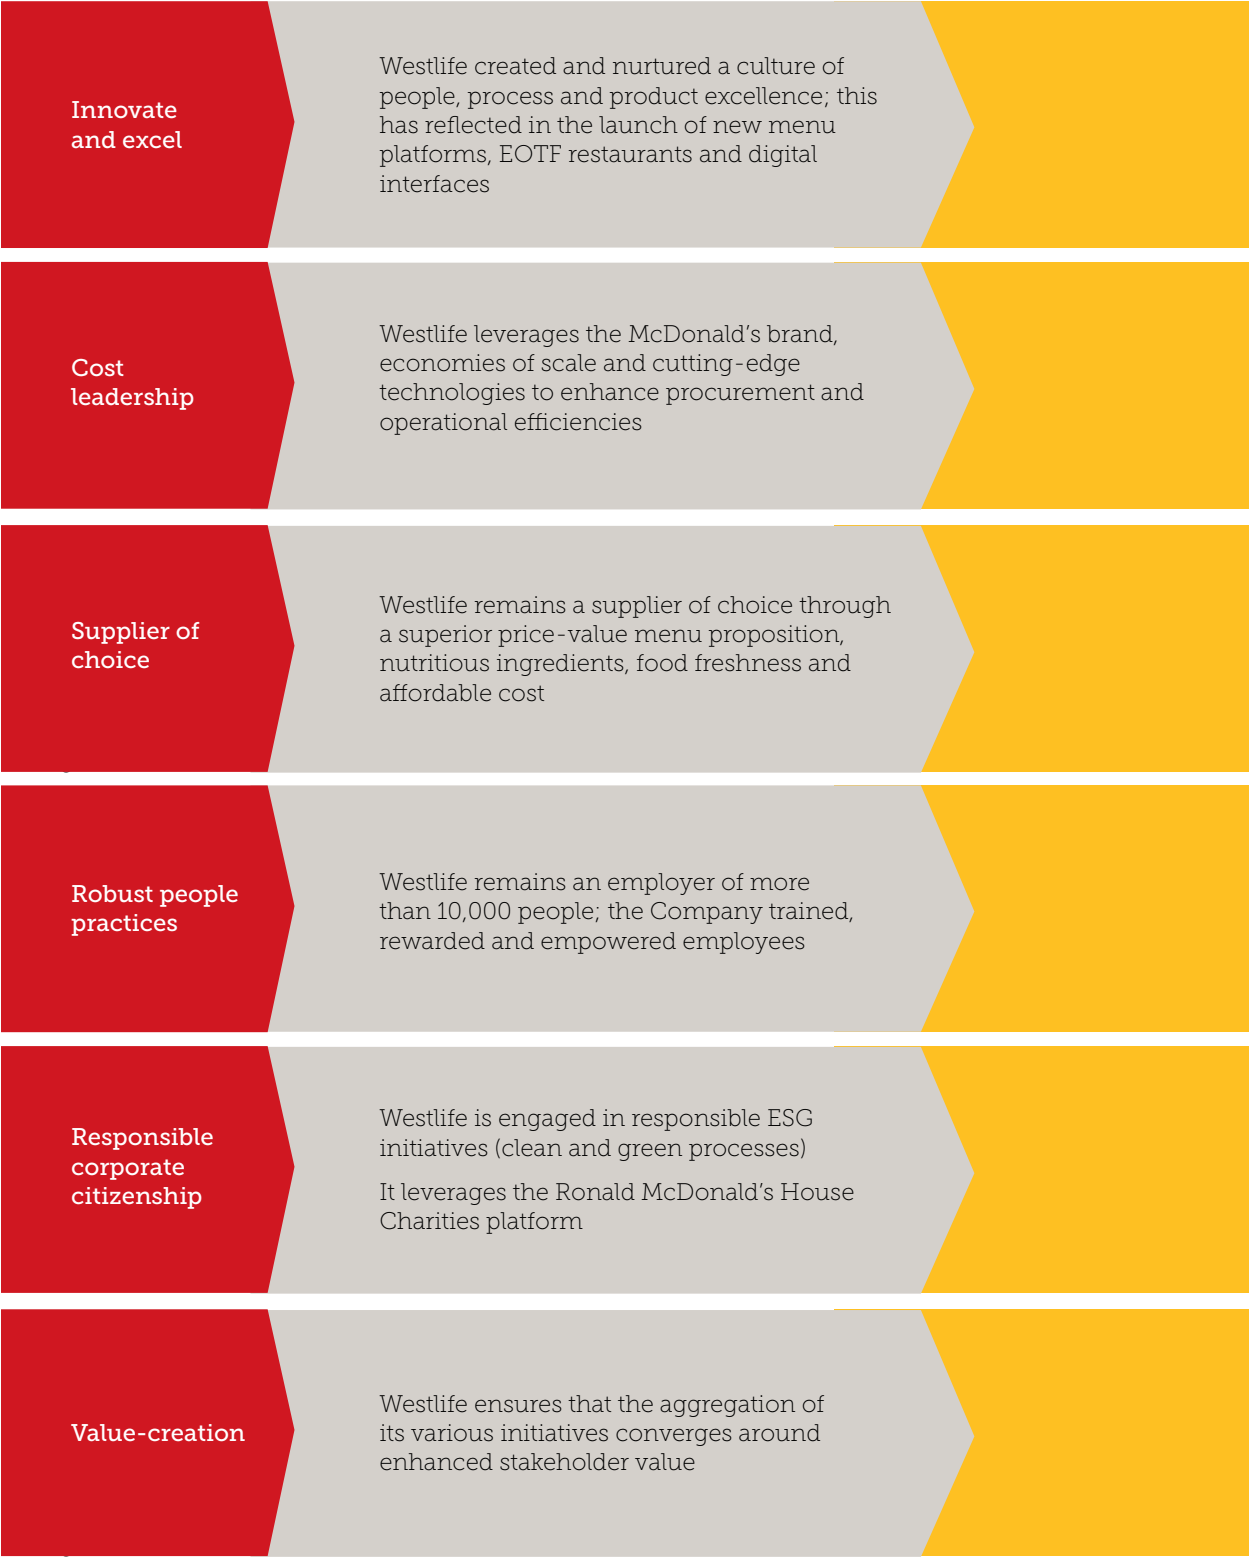 Innovate
and excel
Westlife created and nurtured a culture of
people, process and product excellence; this
has reflected in the launch of new menu
platforms, EOTF restaurants and digital
interfaces
Cost
leadership
Westlife leverages the McDonald’s brand,
economies of scale and cutting-edge
technologies to enhance procurement and
operational efficiencies
Supplier of
choice
Westlife remains a supplier of choice through
a superior price-value menu proposition,
nutritious ingredients, food freshness and
affordable cost
Robust people
practices
Westlife remains an employer of more
than 10,000 people; the Company trained,
rewarded and empowered employees
Responsible
corporate
citizenship
Westlife is engaged in responsible ESG
initiatives (clean and green processes)
It leverages the Ronald McDonald’s House
Charities platform
Value-creation
Westlife ensures that the aggregation of
its various initiatives converges around
enhanced stakeholder value